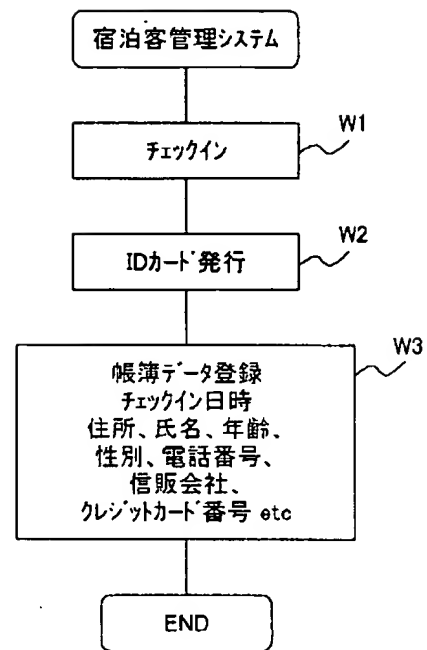 宿泊客管理システム
チェックイン
W1
IDカード発行
W2
帳簿データ登録
チェックイン日時
住所、氏名、年齢、
性別、電話番号、
信販会社、
クレジットカード番号 etc
W3
END